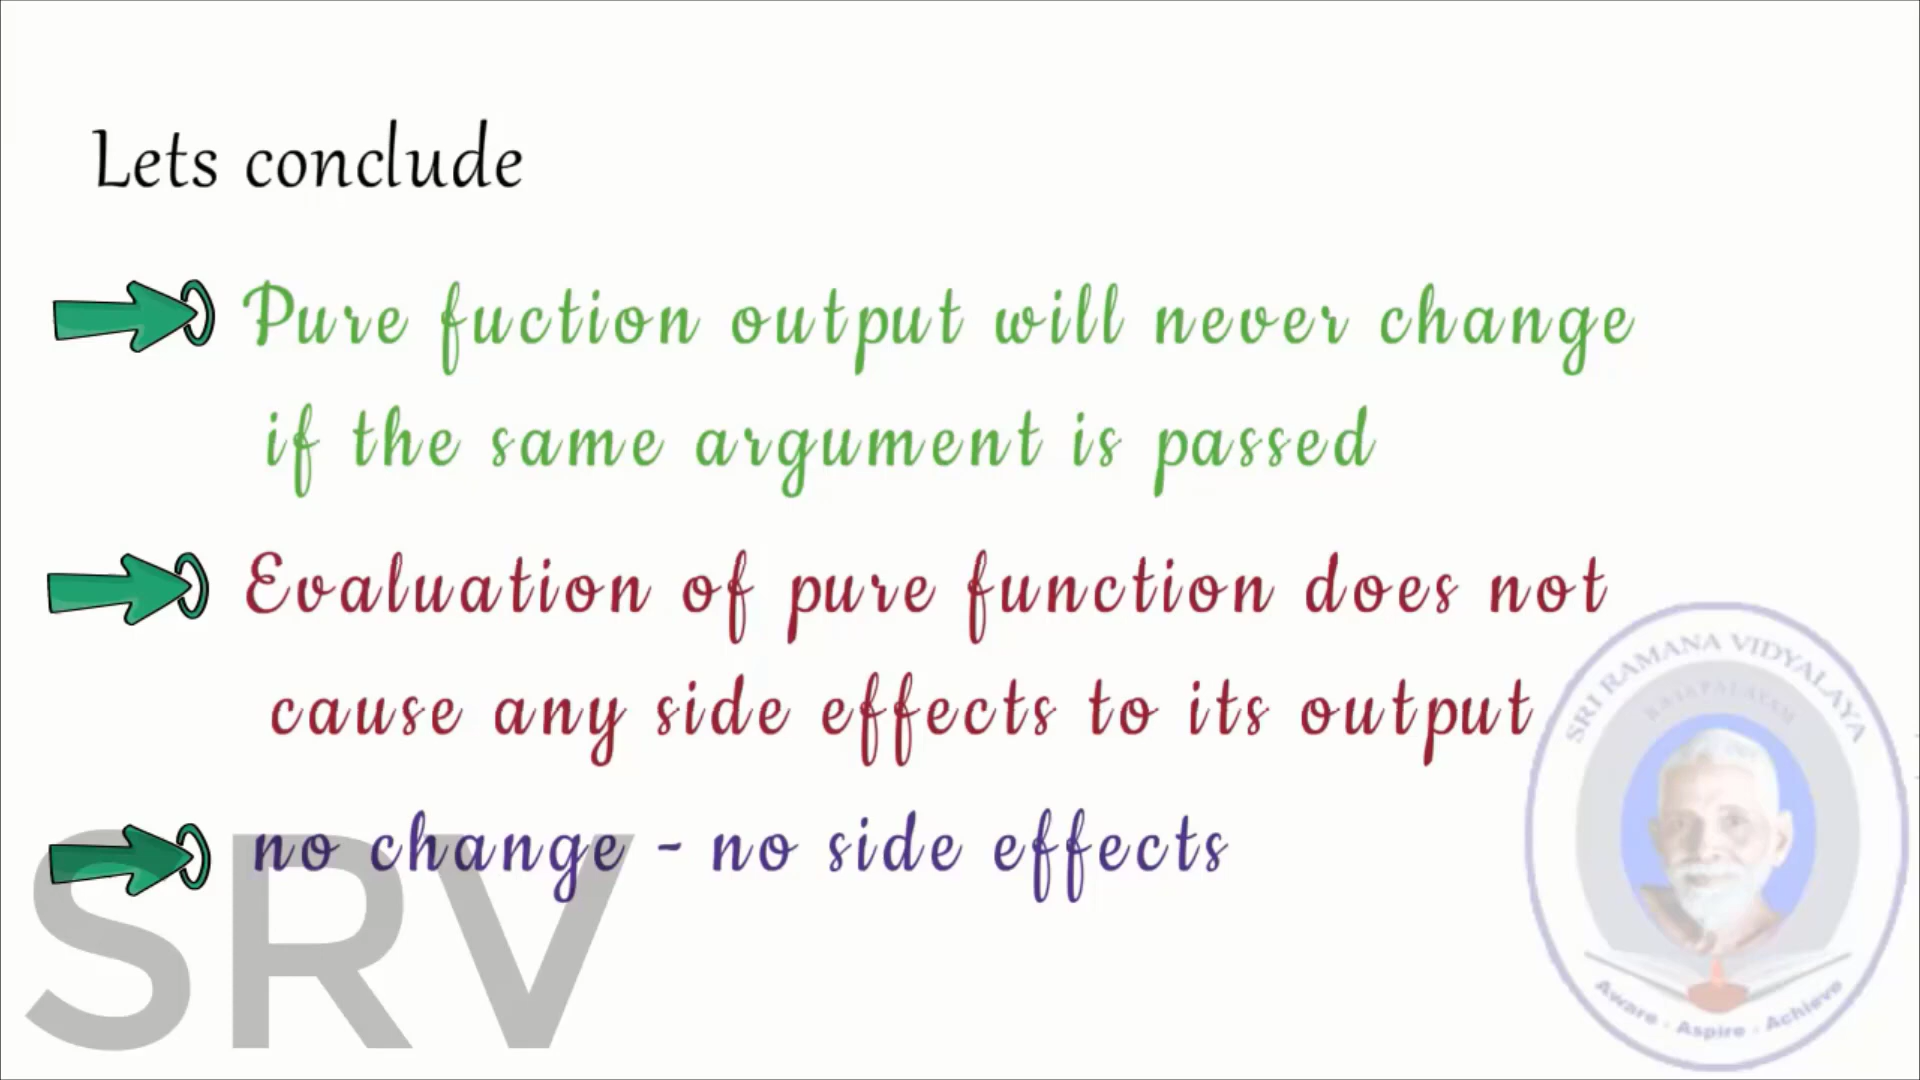 Lets conclude
Pure fuction output will never change
if the same argument is passed
Evaluation of pure function does not
cause any side effects to its output
no change - no side effects
SRV
SRI RAMANA VIDYALAYA
RAJAPALAYAM
Aware . Aspire . Achieve